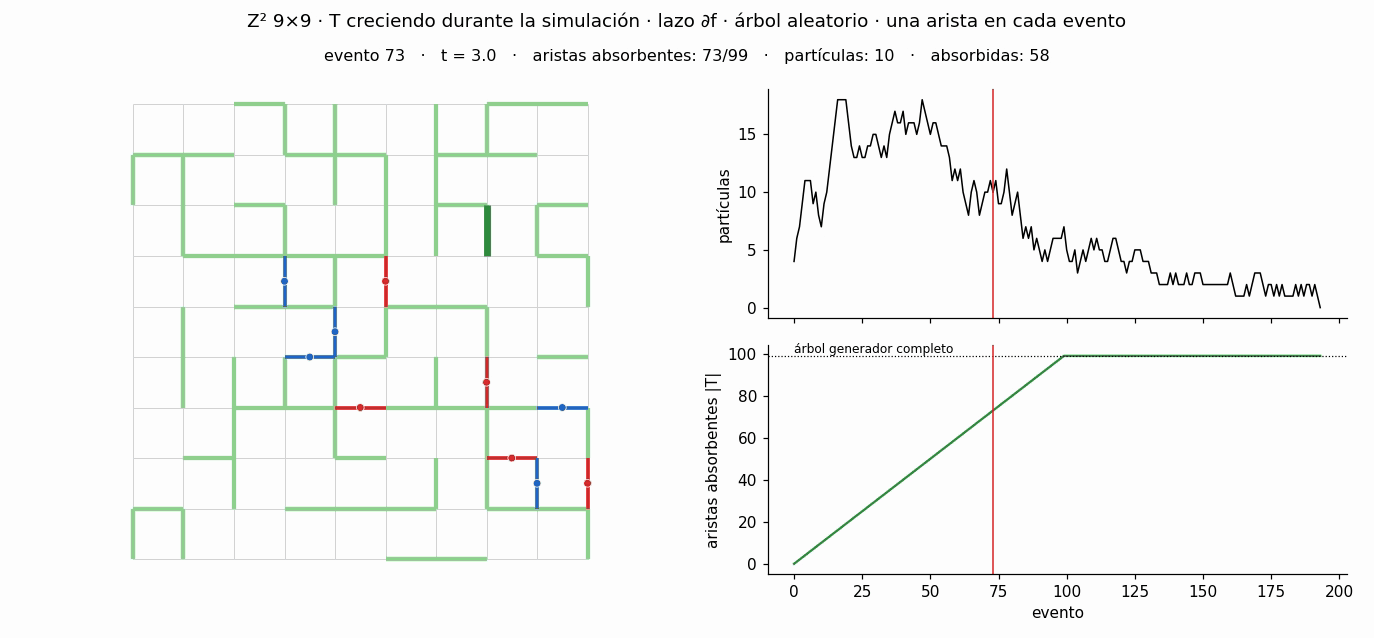 Z² 9×9 · T creciendo durante la simulación · lazo ∂f · árbol aleatorio · una arista en cada evento
evento 73 · t = 3.0 · aristas absorbentes: 73/99 · partículas: 10 · absorbidas: 58
15
10
5
0
partículas
árbol generador completo
100
80
60
40
20
0
aristas absorbentes |T|
0 25 50 75 100 125 150 175 200
evento